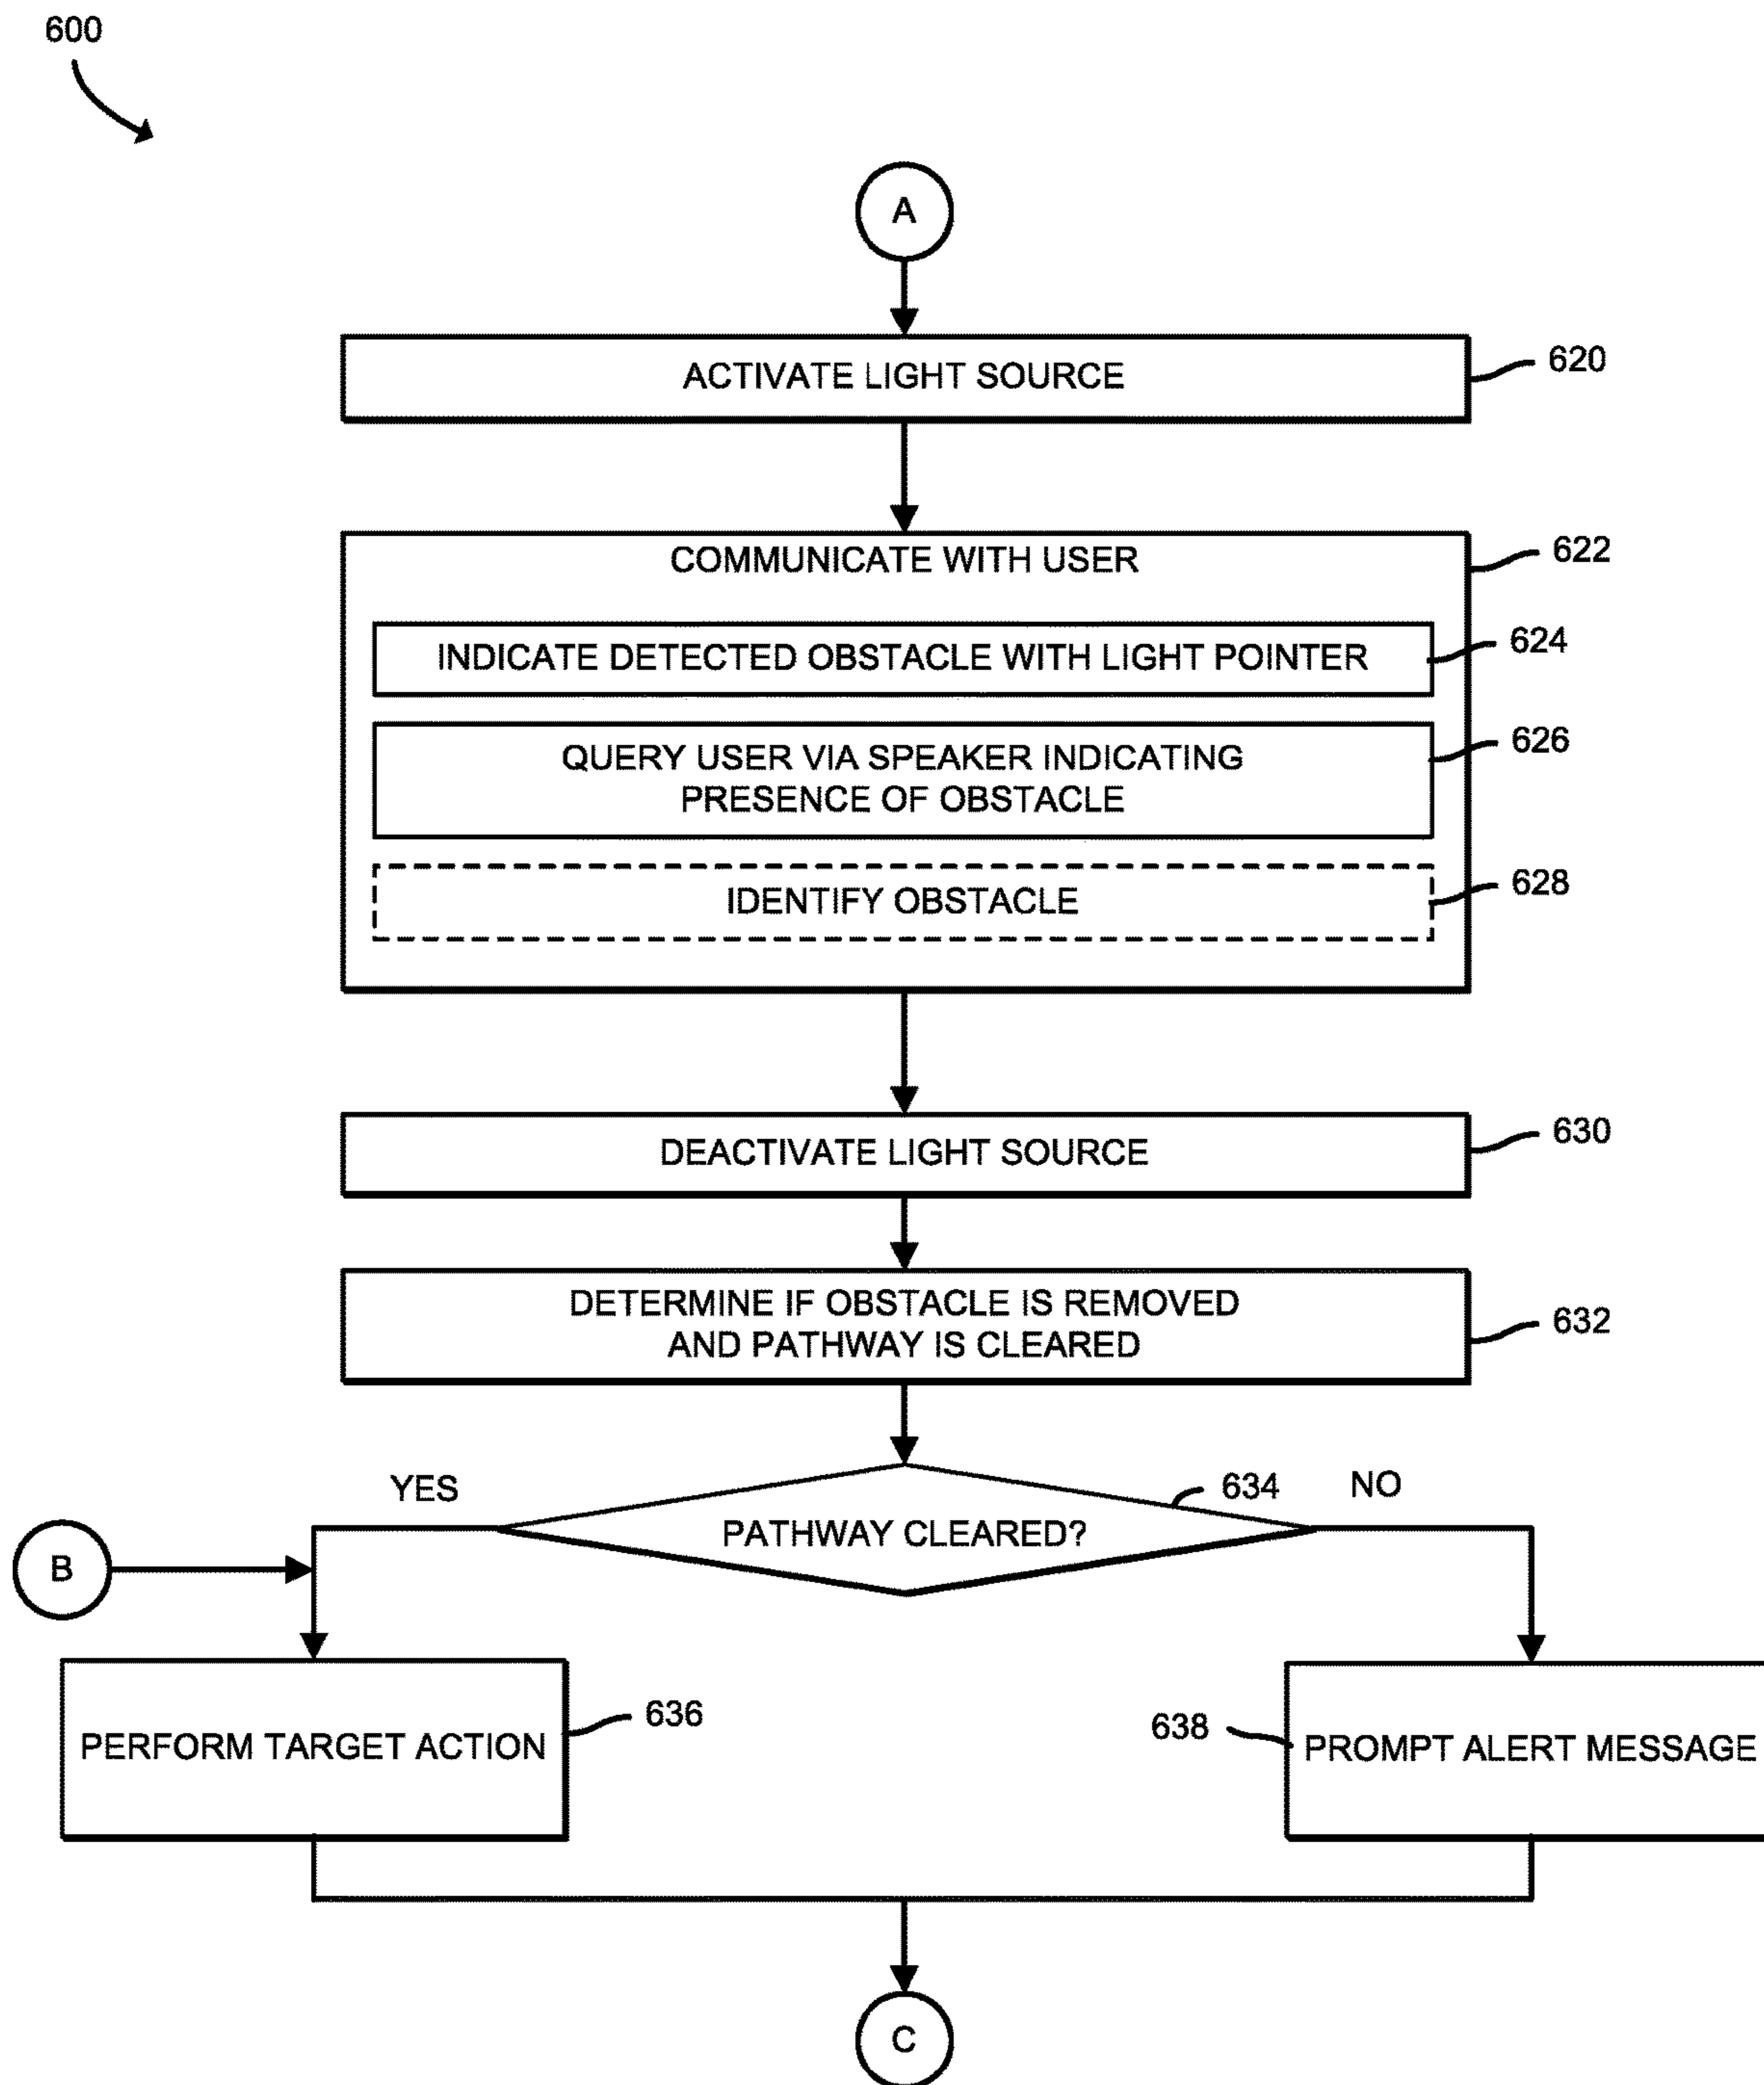 600
A
ACTIVATE LIGHT SOURCE
620
COMMUNICATE WITH USER
622
INDICATE DETECTED OBSTACLE WITH LIGHT POINTER
624
QUERY USER VIA SPEAKER INDICATING
PRESENCE OF OBSTACLE
626
IDENTIFY OBSTACLE
628
DEACTIVATE LIGHT SOURCE
630
DETERMINE IF OBSTACLE IS REMOVED
AND PATHWAY IS CLEARED
632
YES
634
NO
PATHWAY CLEARED?
B
PERFORM TARGET ACTION
636
638
PROMPT ALERT MESSAGE
C